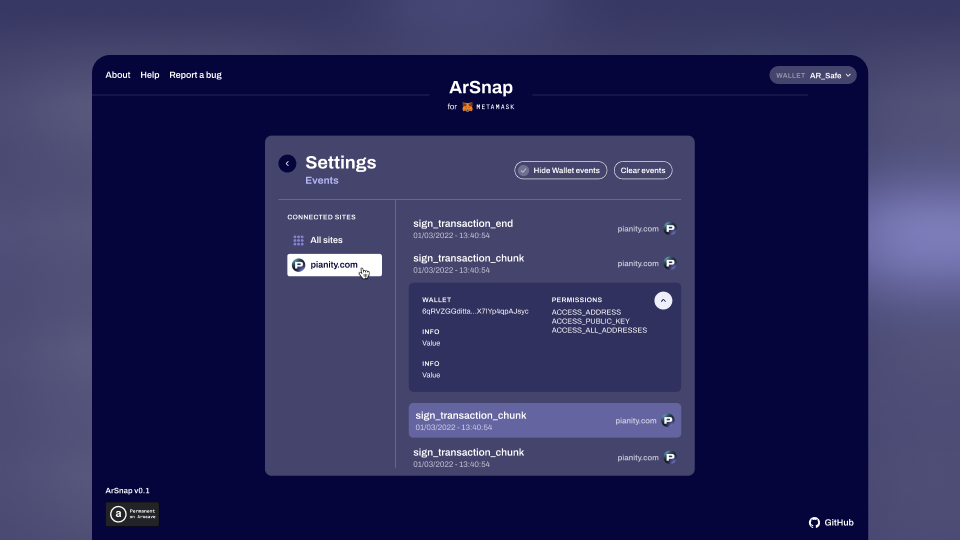 About Help Report a bug
WALLET AR_Safe
ArSnap
for METAMASK
Settings
Events
Hide Wallet events
Clear events
CONNECTED SITES
All sites
pianity.com
sign_transaction_end
01/03/2022 - 13:40:54
pianity.com
sign_transaction_chunk
01/03/2022 - 13:40:54
pianity.com
WALLET
6qRVZGGditta...X7IYp4qpAJsyc
INFO
Value
INFO
Value
PERMISSIONS
ACCESS_ADDRESS
ACCESS_PUBLIC_KEY
ACCESS_ALL_ADDRESSES
sign_transaction_chunk
01/03/2022 - 13:40:54
pianity.com
sign_transaction_chunk
01/03/2022 - 13:40:54
pianity.com
ArSnap v0.1
a
Permanent
on Arweave
GitHub